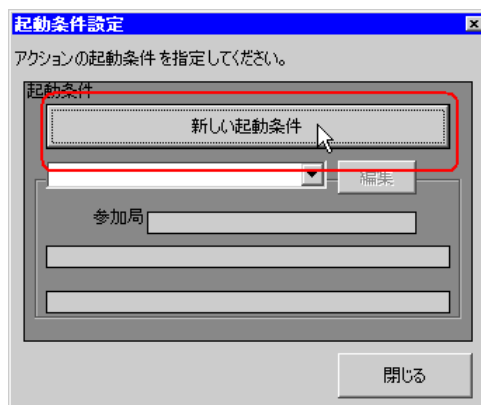 起動条件設定
アクションの起動条件を指定してください。
起動条件
新しい起動条件
編集
参加局
閉じる